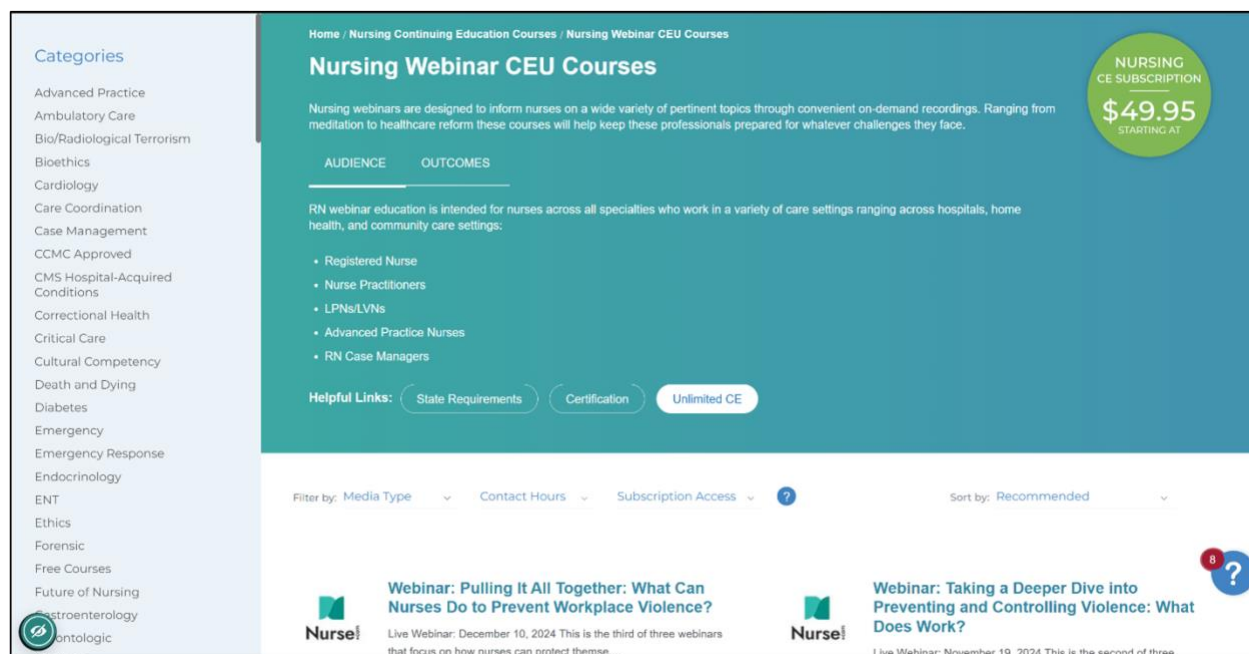 Categories
Advanced Practice
Ambulatory Care
Bio/Radiological Terrorism
Bioethics
Cardiology
Care Coordination
Case Management
CCMC Approved
CMS Hospital-Acquired
Conditions
Correctional Health
Critical Care
Cultural Competency
Death and Dying
Diabetes
Emergency
Emergency Response
Endocrinology
ENT
Ethics
Forensic
Free Courses
Future of Nursing
Gastroenterology
ontologic
Home / Nursing Continuing Education Courses / Nursing Webinar CEU Courses
Nursing Webinar CEU Courses
Nursing webinars are designed to inform nurses on a wide variety of pertinent topics through convenient on-demand recordings. Ranging from
meditation to healthcare reform these courses will help keep these professionals prepared for whatever challenges they face.
NURSING
CE SUBSCRIPTION
$49.95
STARTING AT
AUDIENCE OUTCOMES
RN webinar education is intended for nurses across all specialties who work in a variety of care settings ranging across hospitals, home
health, and community care settings:
• Registered Nurse
• Nurse Practitioners
• LPNs/LVNs
• Advanced Practice Nurses
• RN Case Managers
Helpful Links: State Requirements Certification Unlimited CE
Filter by: Media Type Contact Hours Subscription Access ? Sort by: Recommended
8
?
Nurse
Webinar: Pulling It All Together: What Can
Nurses Do to Prevent Workplace Violence?
Live Webinar: December 10, 2024 This is the third of three webinars
that focus on how nurses can protect themse...
Nurse
Webinar: Taking a Deeper Dive into
Preventing and Controlling Violence: What
Does Work?
Live Webinar: November 19, 2024 This is the second of three